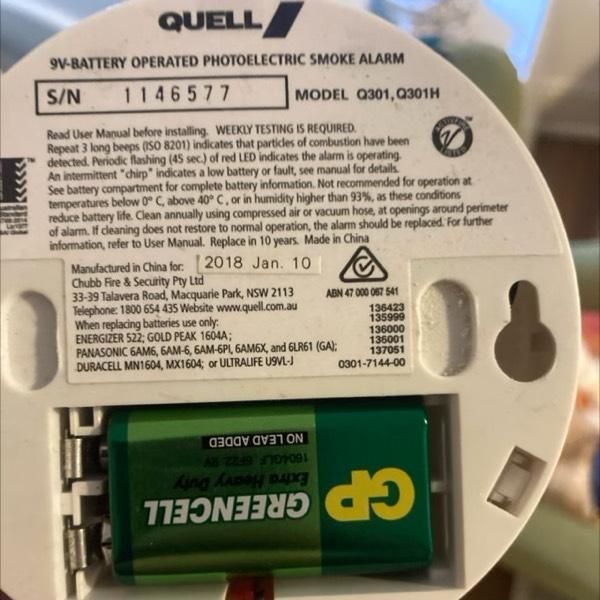 QUELL
9V-BATTERY OPERATED PHOTOELECTRIC SMOKE ALARM
S/N 1146577 MODEL Q301,Q301H
Read User Manual before installing. WEEKLY TESTING IS REQUIRED.
Repeat 3 long beeps (ISO 8201) indicates that particles of combustion have been
detected. Periodic flashing (45 sec.) of red LED indicates the alarm is operating.
An intermittent "chirp" indicates a low battery or fault, see manual for details.
See battery compartment for complete battery information. Not recommended for operation at
temperatures below 0° C, above 40° C, or in humidity higher than 93%, as these conditions
reduce battery life. Clean annually using compressed air or vacuum hose, at openings around perimeter
of alarm. If cleaning does not restore to normal operation, the alarm should be replaced. For further
information, refer to User Manual. Replace in 10 years. Made in China
Manufactured in China for: 2018 Jan. 10
Chubb Fire & Security Pty Ltd
33-39 Talavera Road, Macquarie Park, NSW 2113
Telephone: 1800 654 435 Website www.quell.com.au
When replacing batteries use only:
ENERGIZER 522; GOLD PEAK 1604A;
PANASONIC 6AM6, 6AM-6, 6AM-6PI, 6AM6X, and 6LR61 (GA);
DURACELL MN1604, MX1604; or ULTRALIFE U9VL-J
ABN 47 000 067 541
136423
135999
136000
136001
137051
0301-7144-00
GP
GREENCELL
Extra Heavy Duty
1604GLF 6F22 9V
NO LEAD ADDED